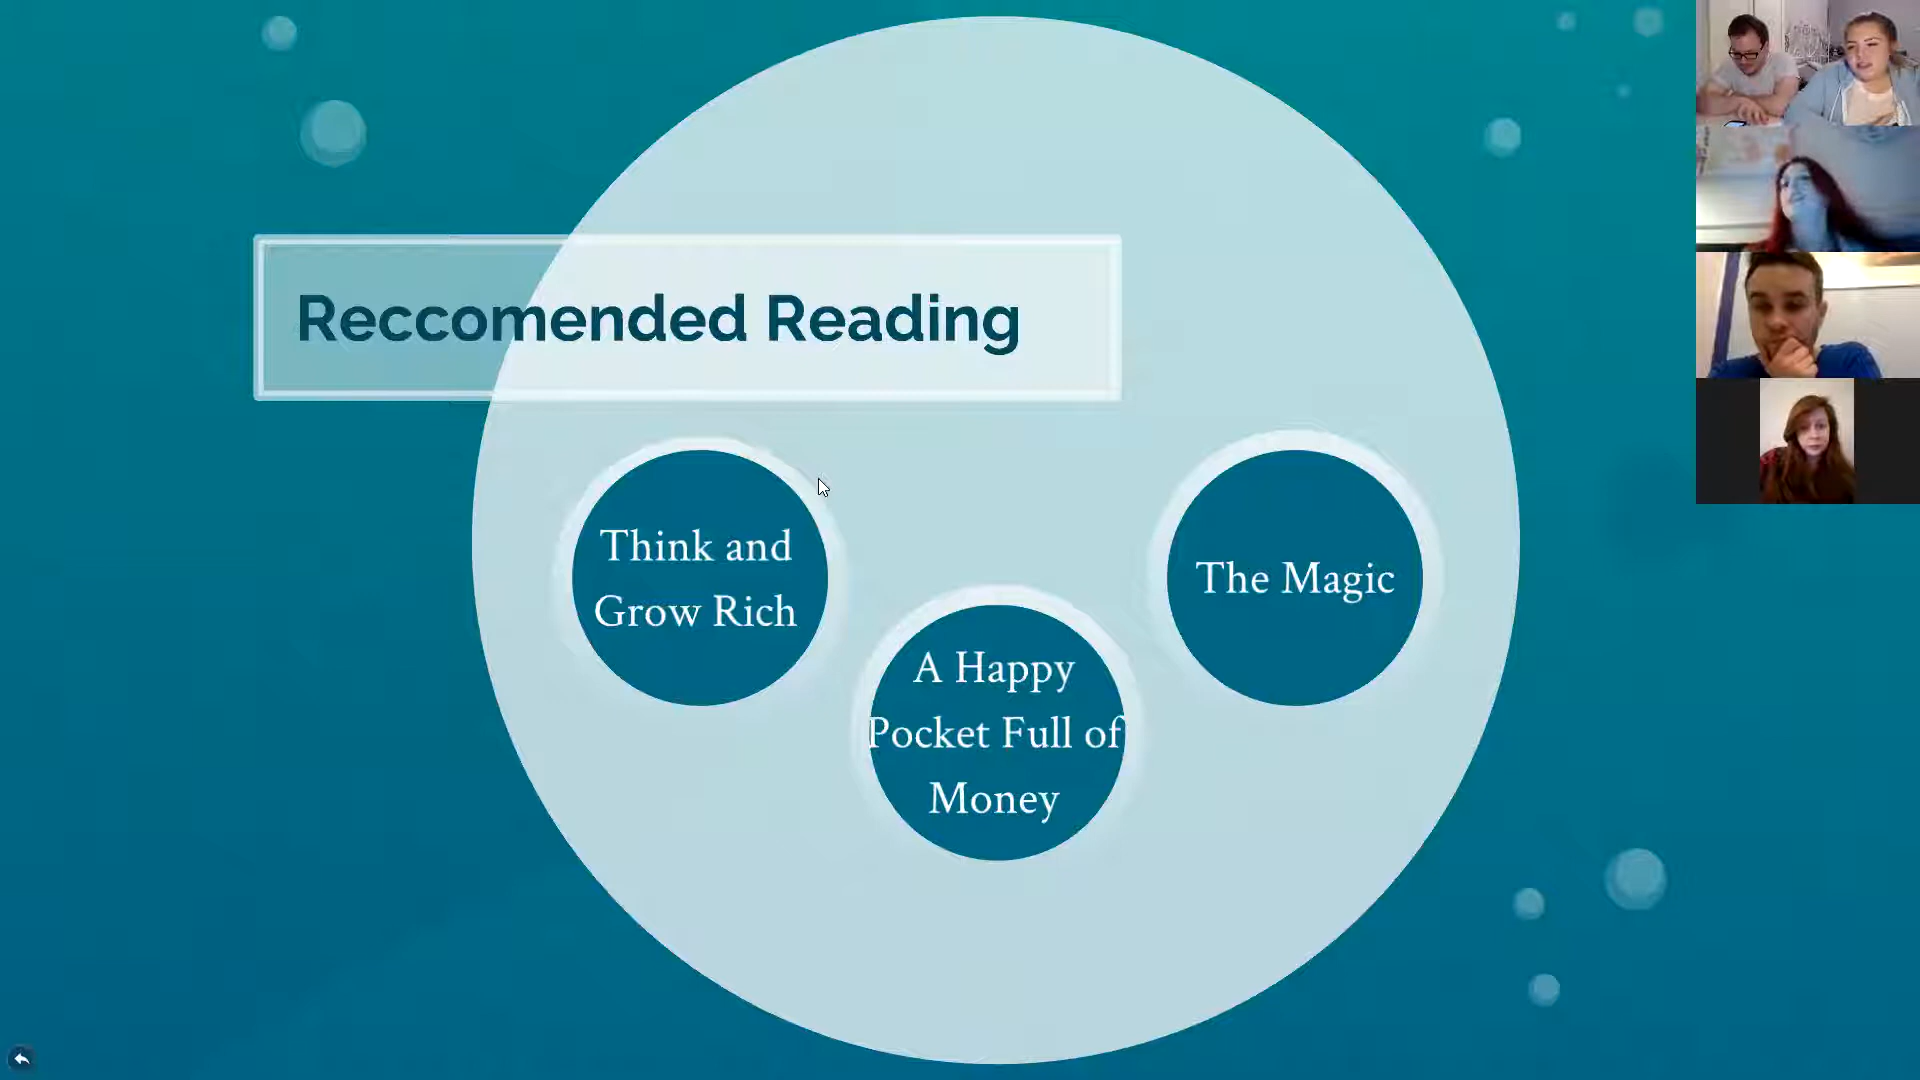 Reccomended Reading
Think and
Grow Rich
A Happy
Pocket Full of
Money
The Magic